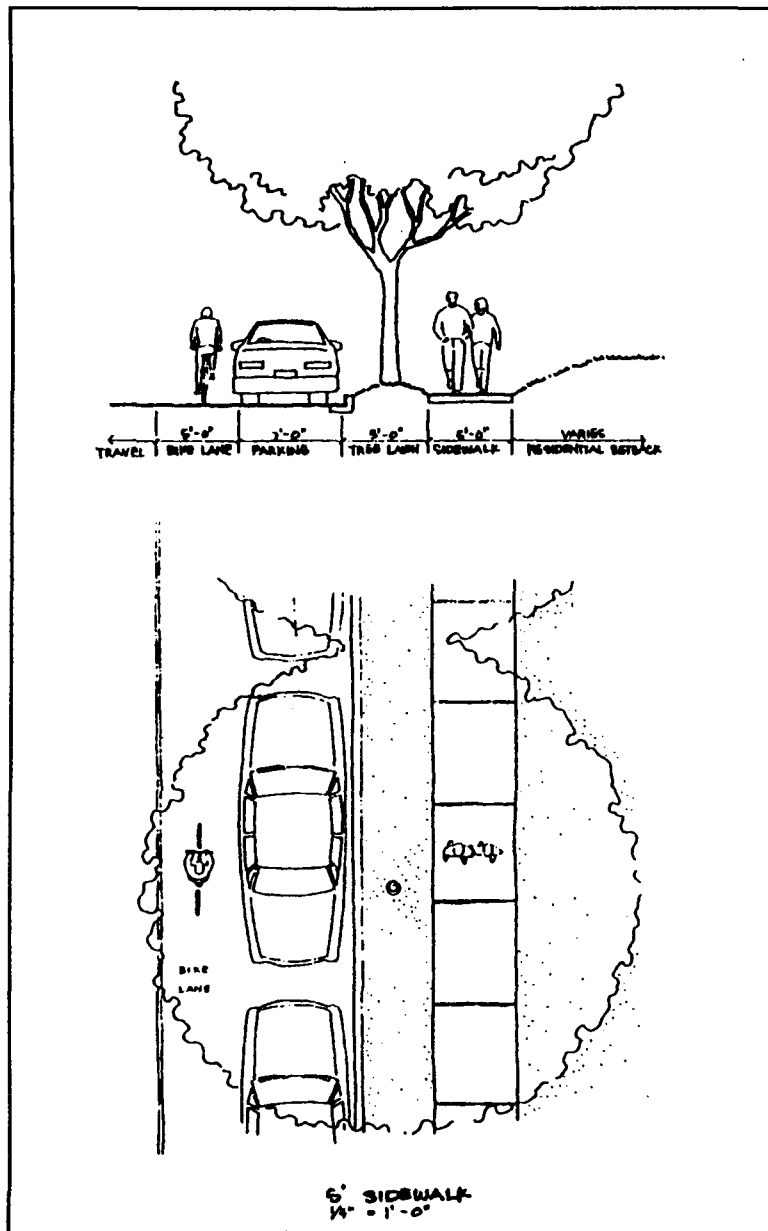 5'-0" 7'-0" 5'-0" 5'-0" VARIES
TRAVEL BIKE LANE PARKING TREE LAWN SIDEWALK RESIDENTIAL SETBACK
BIKE
LANE
5' SIDEWALK
1/4" = 1'-0"